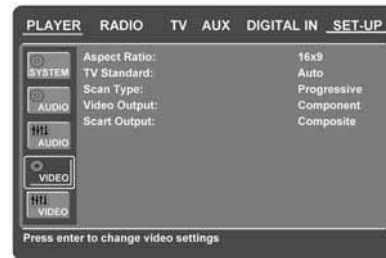 PLAYER RADIO TV AUX DIGITAL IN SET-UP
SYSTEM
AUDIO
AUDIO
VIDEO
VIDEO
Aspect Ratio: 16x9
TV Standard: Auto
Scan Type: Progressive
Video Output: Component
Scart Output: Composite
Press enter to change video settings